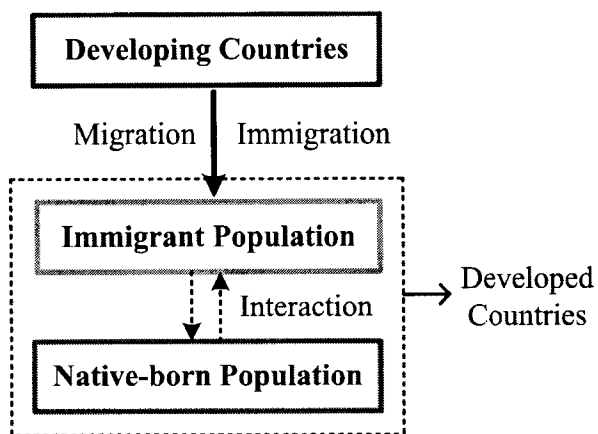 Developing Countries
Migration Immigration
Immigrant Population
Interaction
Developed
Countries
Native-born Population